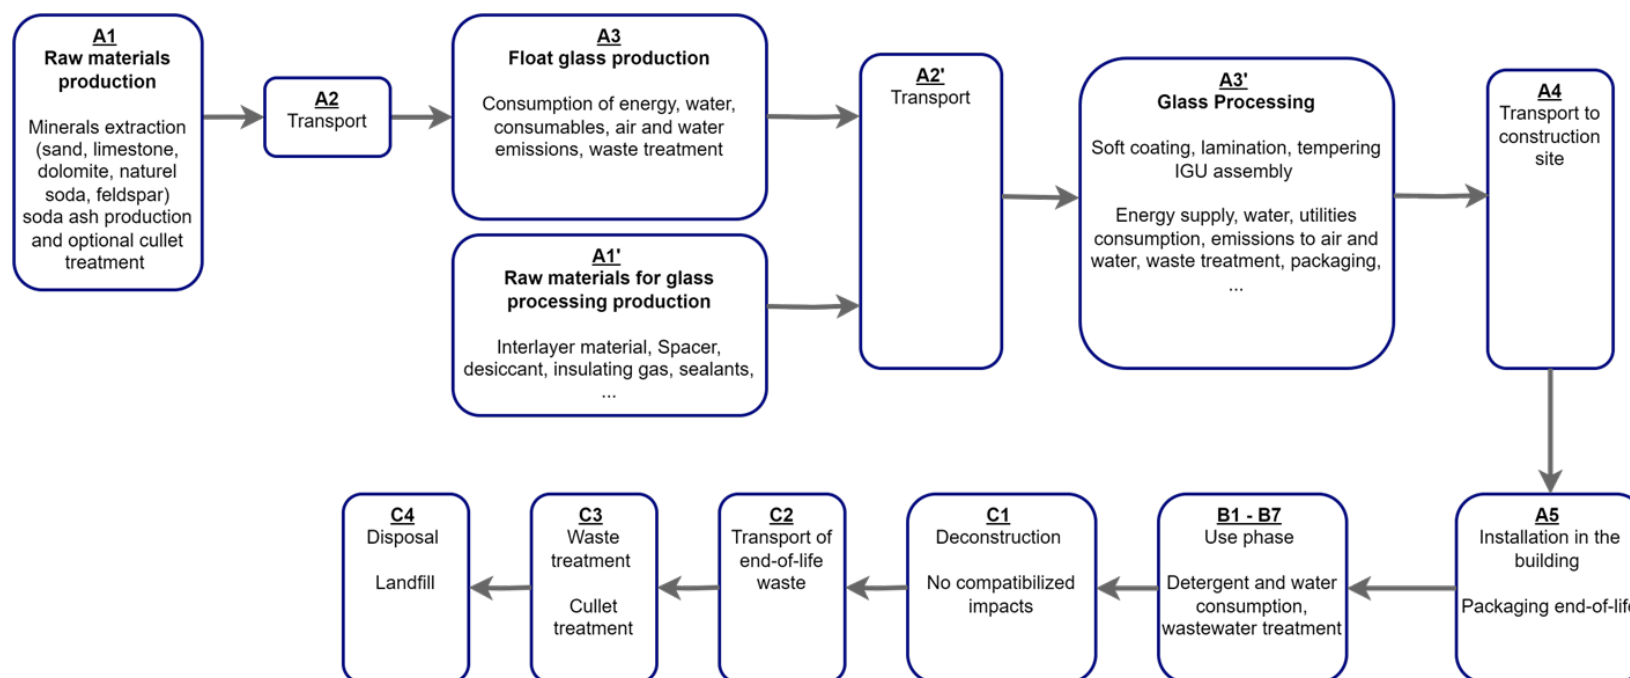 A1
Raw materials
production
Minerals extraction
(sand, limestone,
dolomite, naturel
soda, feldspar)
soda ash production
and optional cullet
treatment
A2
Transport
A3
Float glass production
Consumption of energy, water,
consumables, air and water
emissions, waste treatment
A1'
Raw materials for glass
processing production
Interlayer material, Spacer,
desiccant, insulating gas, sealants,
...
A2'
Transport
A3'
Glass Processing
Soft coating, lamination, tempering
IGU assembly
Energy supply, water, utilities
consumption, emissions to air and
water, waste treatment, packaging,
...
A4
Transport to
construction
site
C4
Disposal
Landfill
C3
Waste
treatment
Cullet
treatment
C2
Transport of
end-of-life
waste
C1
Deconstruction
No compatibilized
impacts
B1 - B7
Use phase
Detergent and water
consumption,
wastewater treatment
A5
Installation in the
building
Packaging end-of-life